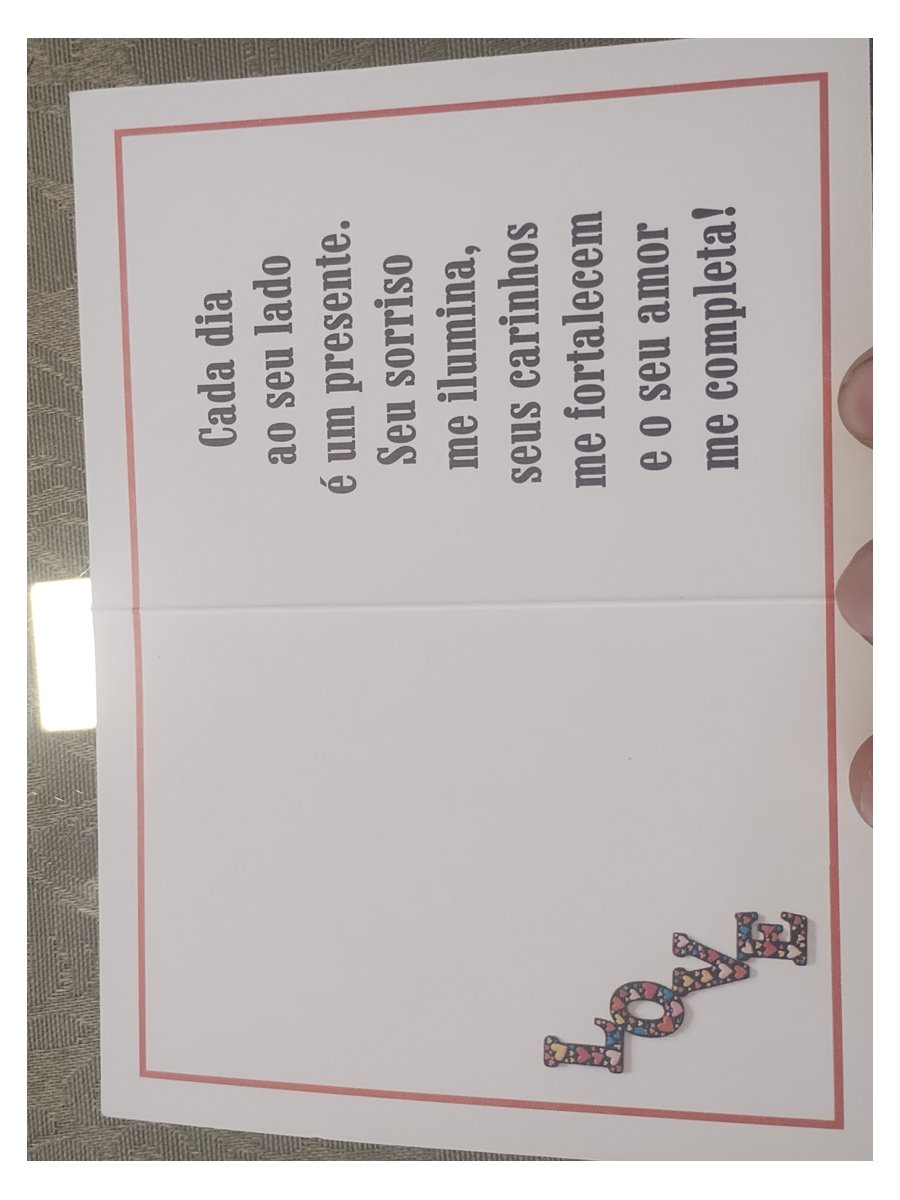 Cada dia
ao seu lado
é um presente.
Seu sorriso
me ilumina,
seus carinhos
me fortalecem
e o seu amor
me completa!
LOVE